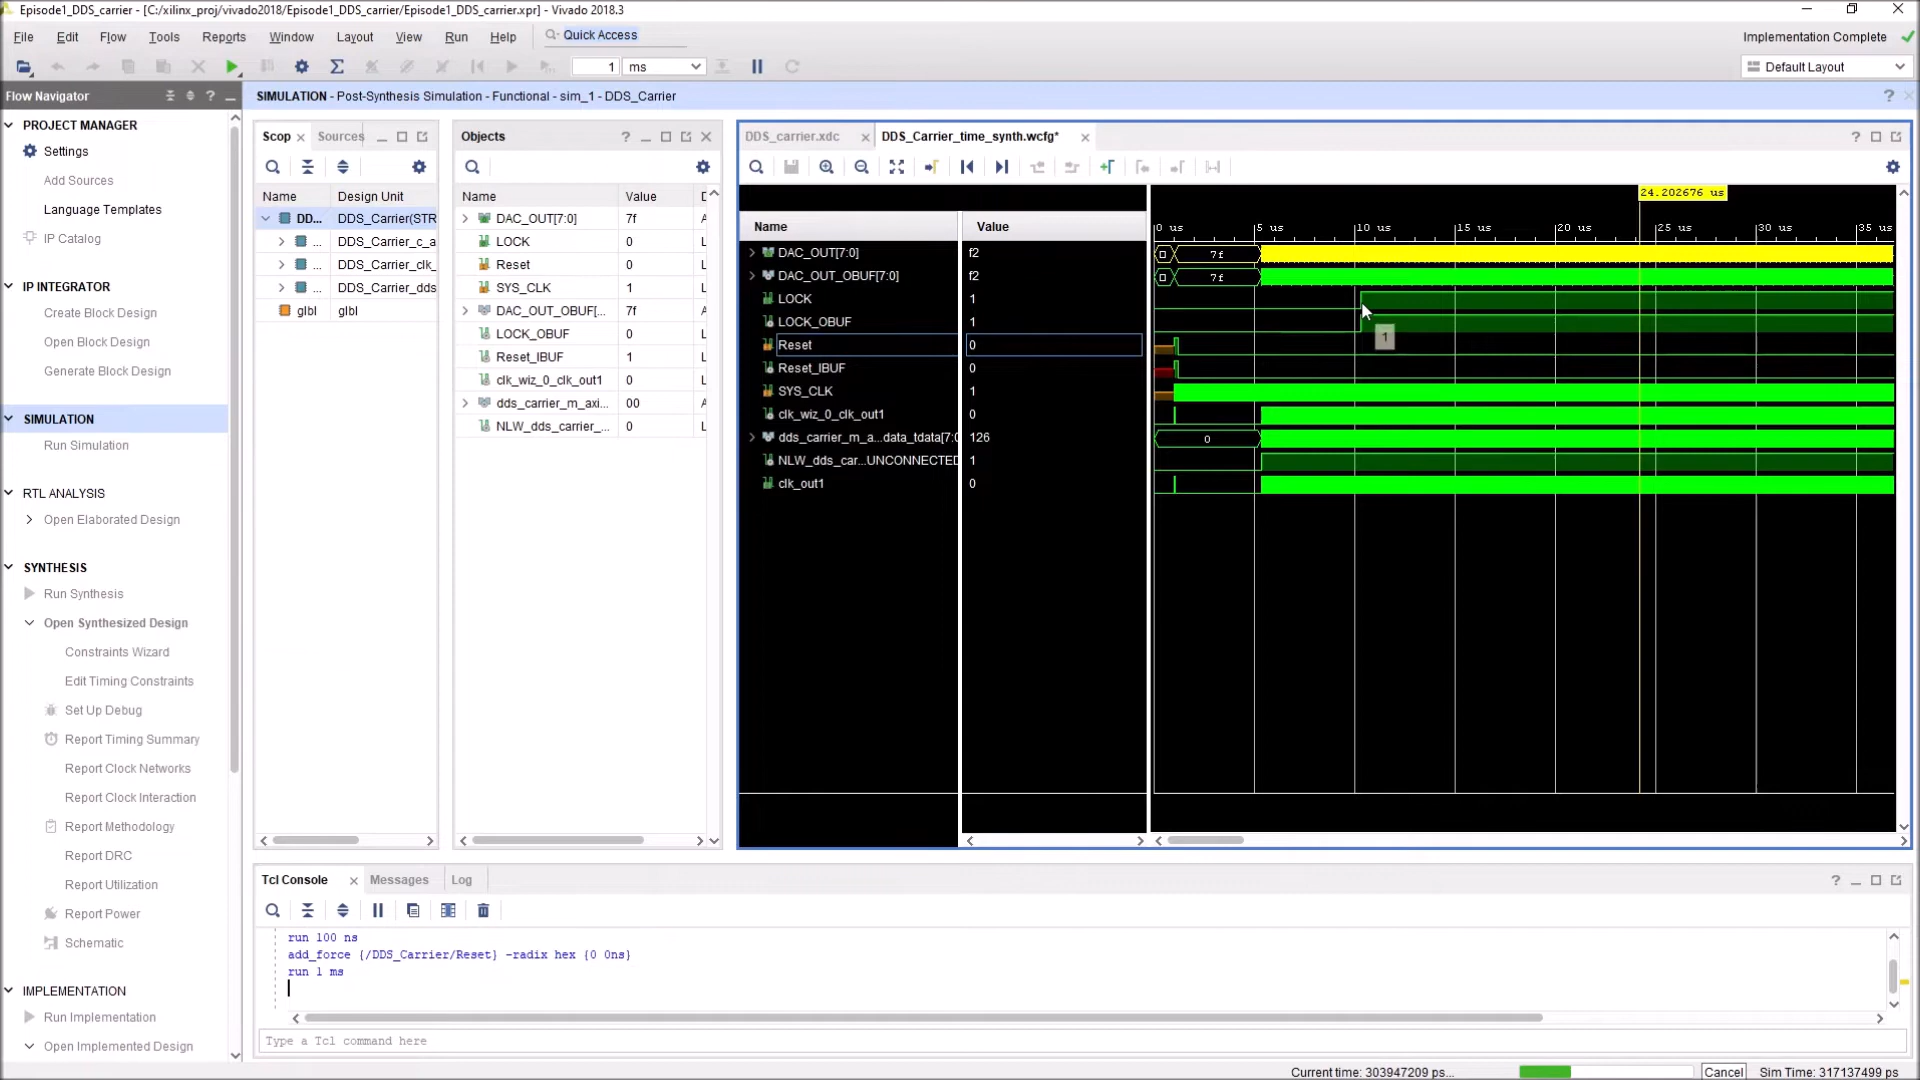 Episode1_DDS_carrier - [C:/xilinx_proj/vivado2018/Episode1_DDS_carrier/Episode1_DDS_carrier.xpr] - Vivado 2018.3
File Edit Flow Tools Reports Window Layout View Run Help Quick Access
Implementation Complete
1 ms
Default Layout
Flow Navigator
SIMULATION - Post-Synthesis Simulation - Functional - sim_1 - DDS_Carrier
PROJECT MANAGER
Settings
Add Sources
Language Templates
IP Catalog
IP INTEGRATOR
Create Block Design
Open Block Design
Generate Block Design
SIMULATION
Run Simulation
RTL ANALYSIS
Open Elaborated Design
SYNTHESIS
Run Synthesis
Open Synthesized Design
Constraints Wizard
Edit Timing Constraints
Set Up Debug
Report Timing Summary
Report Clock Networks
Report Clock Interaction
Report Methodology
Report DRC
Report Utilization
Report Power
Schematic
IMPLEMENTATION
Run Implementation
Open Implemented Design
Scop Sources
Name Design Unit
DD... DDS_Carrier(STR
... DDS_Carrier_c_a
... DDS_Carrier_clk_
... DDS_Carrier_dds
glbl glbl
Objects
Name Value
DAC_OUT[7:0] 7f A
LOCK 0 L
Reset 0 L
SYS_CLK 1 L
DAC_OUT_OBUF[... 7f A
LOCK_OBUF 0 L
Reset_IBUF 1 L
clk_wiz_0_clk_out1 0 L
dds_carrier_m_axi... 00 A
NLW_dds_carrier_... 0 L
DDS_carrier.xdc DDS_Carrier_time_synth.wcfg*
24.202676 us
Name Value
0 us 5 us 10 us 15 us 20 us 25 us 30 us 35 us
DAC_OUT[7:0] f2 7f
DAC_OUT_OBUF[7:0] f2 7f
LOCK 1
LOCK_OBUF 1
1
Reset 0
Reset_IBUF 0
SYS_CLK 1
clk_wiz_0_clk_out1 0
dds_carrier_m_a...data_tdata[7:0 126 0
NLW_dds_car...UNCONNECTED 1
clk_out1 0
Tcl Console Messages Log
run 100 ns
add_force {/DDS_Carrier/Reset} -radix hex {0 0ns}
run 1 ms
Type a Tcl command here
Current time: 303947209 ps... Cancel Sim Time: 317137499 ps